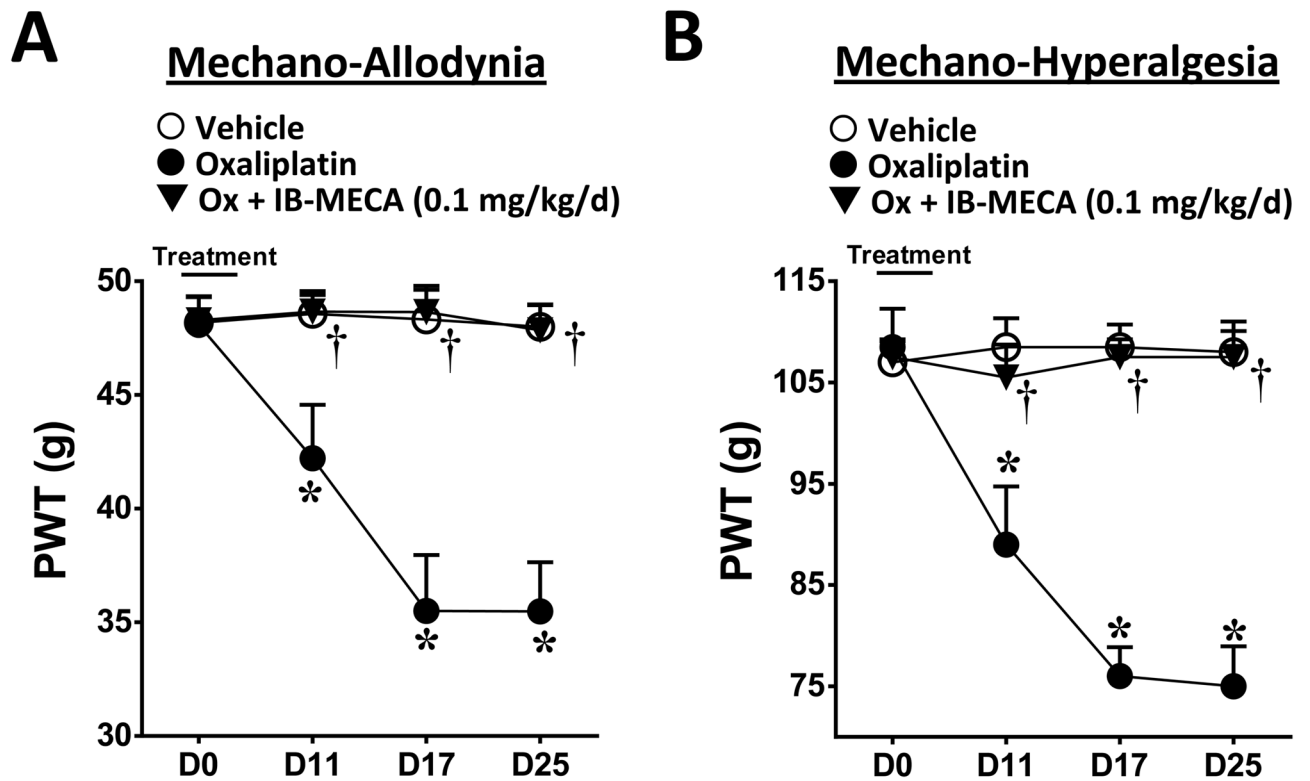 A
Mechano-Allodynia
Vehicle
Oxaliplatin
Ox + IB-MECA (0.1 mg/kg/d)
Treatment
50
45
40
35
30
PWT (g)
†
†
†
*
*
*
D0
D11
D17
D25
B
Mechano-Hyperalgesia
Vehicle
Oxaliplatin
Ox + IB-MECA (0.1 mg/kg/d)
Treatment
115
105
95
85
75
PWT (g)
†
†
†
*
*
*
D0
D11
D17
D25